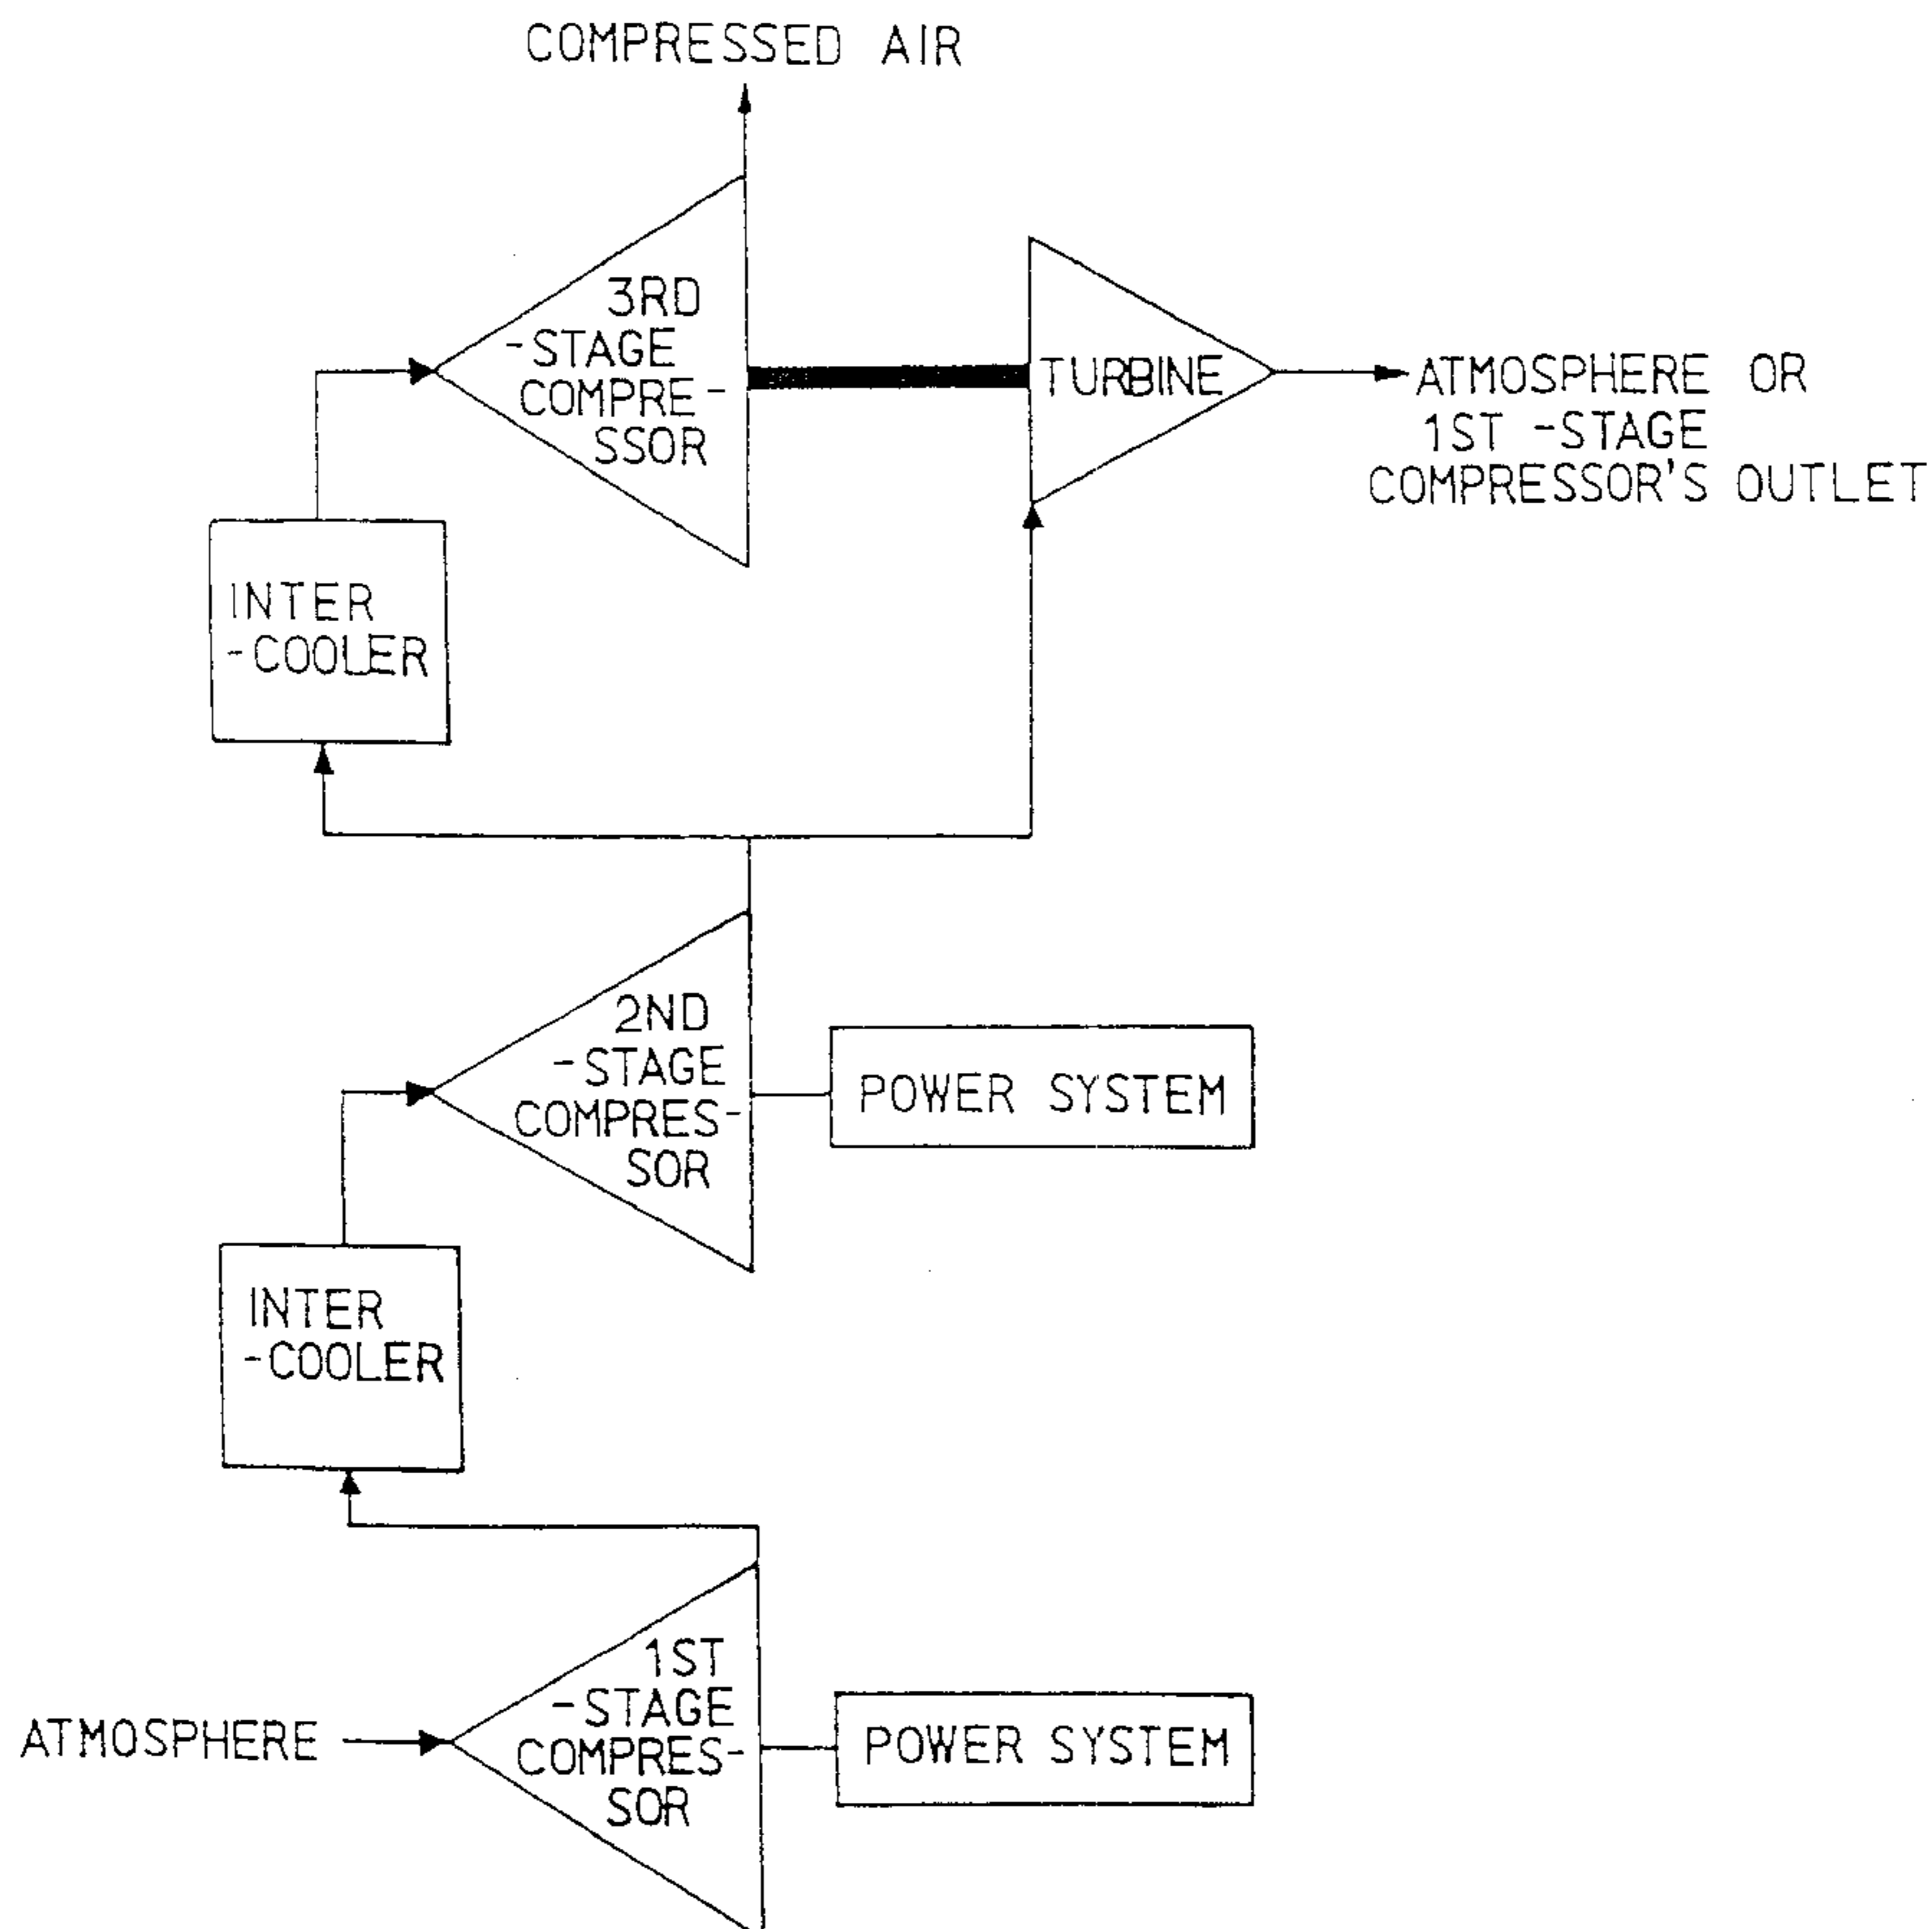 COMPRESSED AIR
3RD
-STAGE
COMPRE-
SSOR
TURBINE
ATMOSPHERE OR
1ST -STAGE
COMPRESSOR'S OUTLET
INTER
-COOLER
2ND
-STAGE
COMPRES-
SOR
POWER SYSTEM
INTER
-COOLER
1ST
-STAGE
COMPRES-
SOR
ATMOSPHERE
POWER SYSTEM